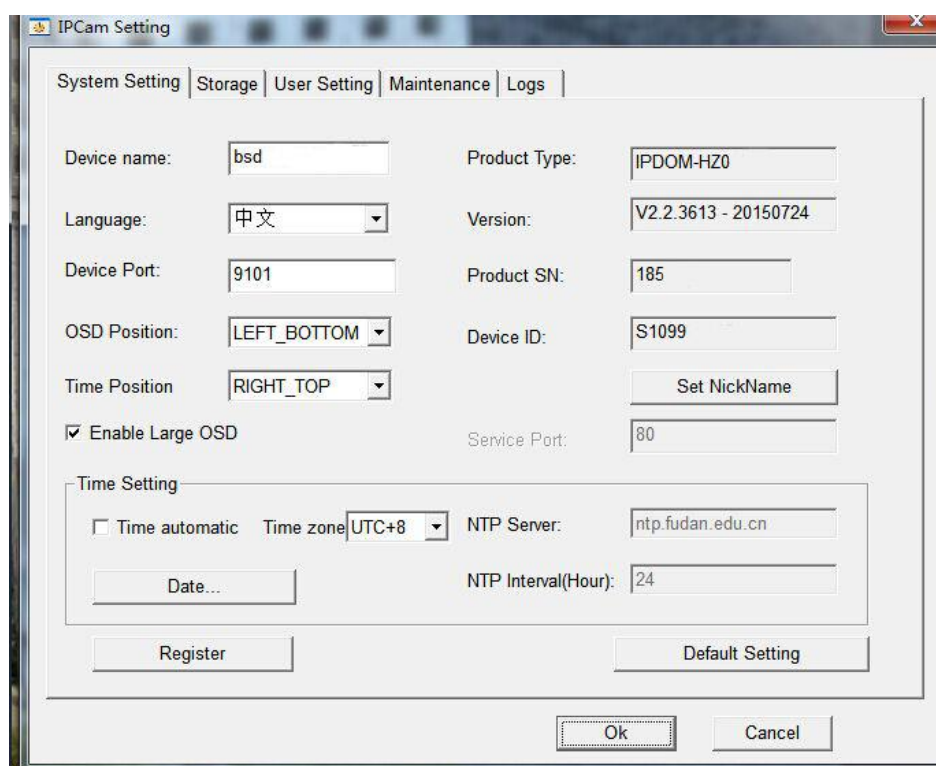 IPCam Setting
System Setting Storage User Setting Maintenance Logs
Device name: bsd Product Type: IPDOM-HZ0
Language: 中文 Version: V2.2.3613 - 20150724
Device Port: 9101 Product SN: 185
OSD Position: LEFT_BOTTOM Device ID: S1099
Time Position RIGHT_TOP Set NickName
Enable Large OSD Service Port: 80
Time Setting
Time automatic Time zone UTC+8 NTP Server: ntp.fudan.edu.cn
Date... NTP Interval(Hour): 24
Register Default Setting
Ok Cancel